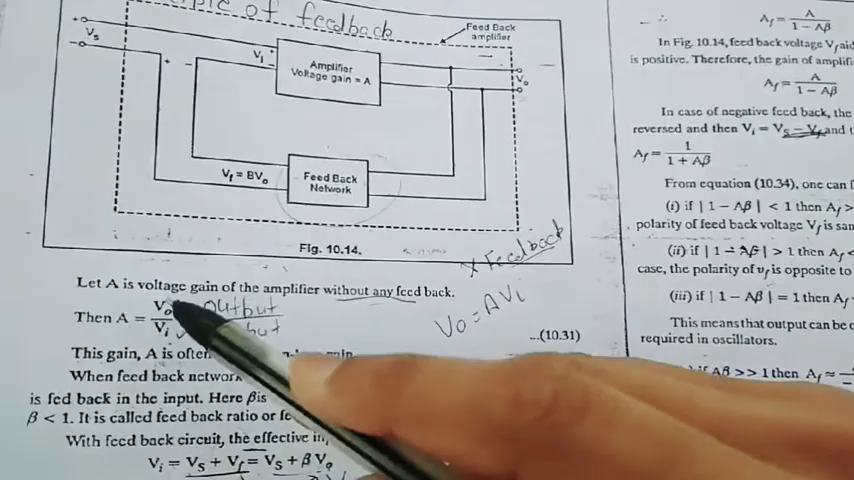 of feedback
Feed Back
amplifier
+
Vs
−
Vi
+
−
+
−
Amplifier
Voltage gain = A
Vo
Vf = BVo
Feed Back
Network
Fig. 10.14.
x Feedback
Let A is voltage gain of the amplifier without any feed back.
Then A = Vo/Vi
output
Vo = AVi
...(10.31)
This gain, A is often
When feed back network
is fed back in the input. Here β is
β < 1. It is called feed back ratio or
With feed back circuit, the effective
Vi = Vs + Vf = Vs + β Vo
Af = A/1 − Aβ
In Fig. 10.14, feed back voltage Vf aid
is positive. Therefore, the gain of amplifi
Af = A/1 − Aβ
In case of negative feed back, the
reversed and then Vi = Vs − Vf and t
Af = 1/1 + Aβ
From equation (10.34), one can f
(i) if | 1 − Aβ | < 1 then Af >
polarity of feed back voltage Vf is sam
(ii) if | 1 − Aβ | > 1 then Af <
case, the polarity of vf is opposite to
(iii) if | 1 − Aβ | = 1 then Af
This means that output can be o
required in oscillators.
if Aβ >> 1 then, Af =